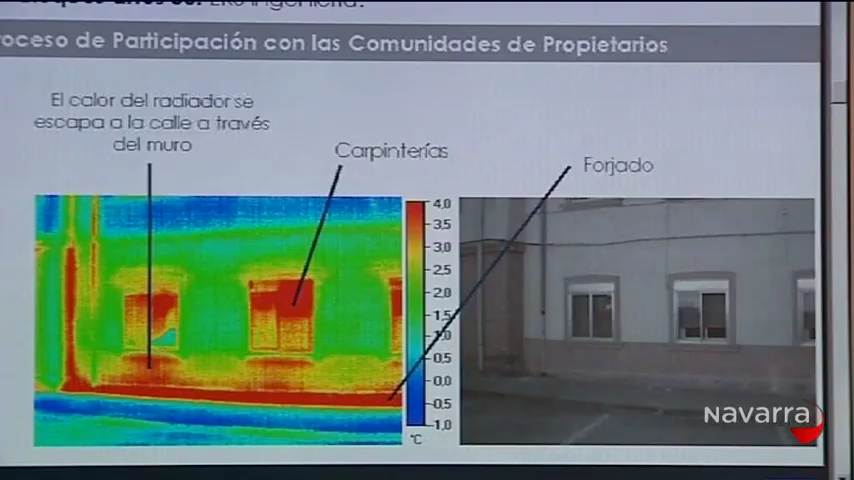 Proceso de Participación con las Comunidades de Propietarios
El calor del radiador se
escapa a la calle a través
del muro
Carpinterías
Forjado
4,0
3,5
3,0
2,5
2,0
1,5
1,0
0,5
0,0
-0,5
-1,0
°C
navarra